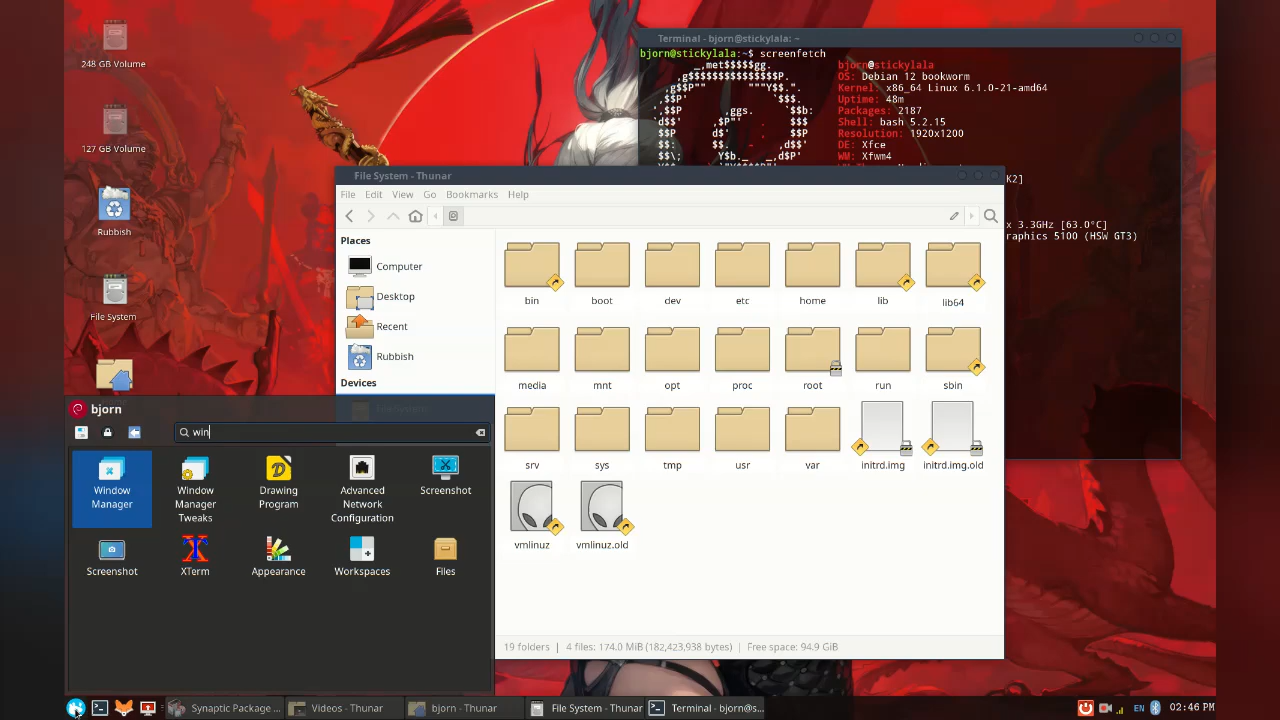 248 GB Volume
127 GB Volume
Rubbish
File System
Terminal - bjorn@stickylala: ~
bjorn@stickylala:~$ screenfetch
_,met$$$$$gg.
,g$$$$$$$$$$$$$$$P.
,g$$P"" """Y$$.".
,$$P' `$$$.
',$$P ,ggs. `$$b:
`d$$' ,$P"' . $$$
$$P d$' , $$P
$$: $$. - ,d$$'
$$\; Y$b._ _,d$P'
bjorn@stickylala
OS: Debian 12 bookworm
Kernel: x86_64 Linux 6.1.0-21-amd64
Uptime: 48m
Packages: 2187
Shell: bash 5.2.15
Resolution: 1920x1200
DE: Xfce
WM: Xfwm4
K2]
x 3.3GHz [63.0°C]
raphics 5100 (HSW GT3)
File System - Thunar
File Edit View Go Bookmarks Help
Places
Computer
Desktop
Recent
Rubbish
Devices
bin boot dev etc home lib lib64
media mnt opt proc root run sbin
srv sys tmp usr var initrd.img initrd.img.old
vmlinuz vmlinuz.old
19 folders | 4 files: 174.0 MiB (182,423,938 bytes) | Free space: 94.9 GiB
bjorn
win
Window Manager
Window Manager Tweaks
Drawing Program
Advanced Network Configuration
Screenshot
Screenshot
XTerm
Appearance
Workspaces
Files
Synaptic Package ...
Videos - Thunar
bjorn - Thunar
File System - Thunar
Terminal - bjorn@s...
EN
02:46 PM